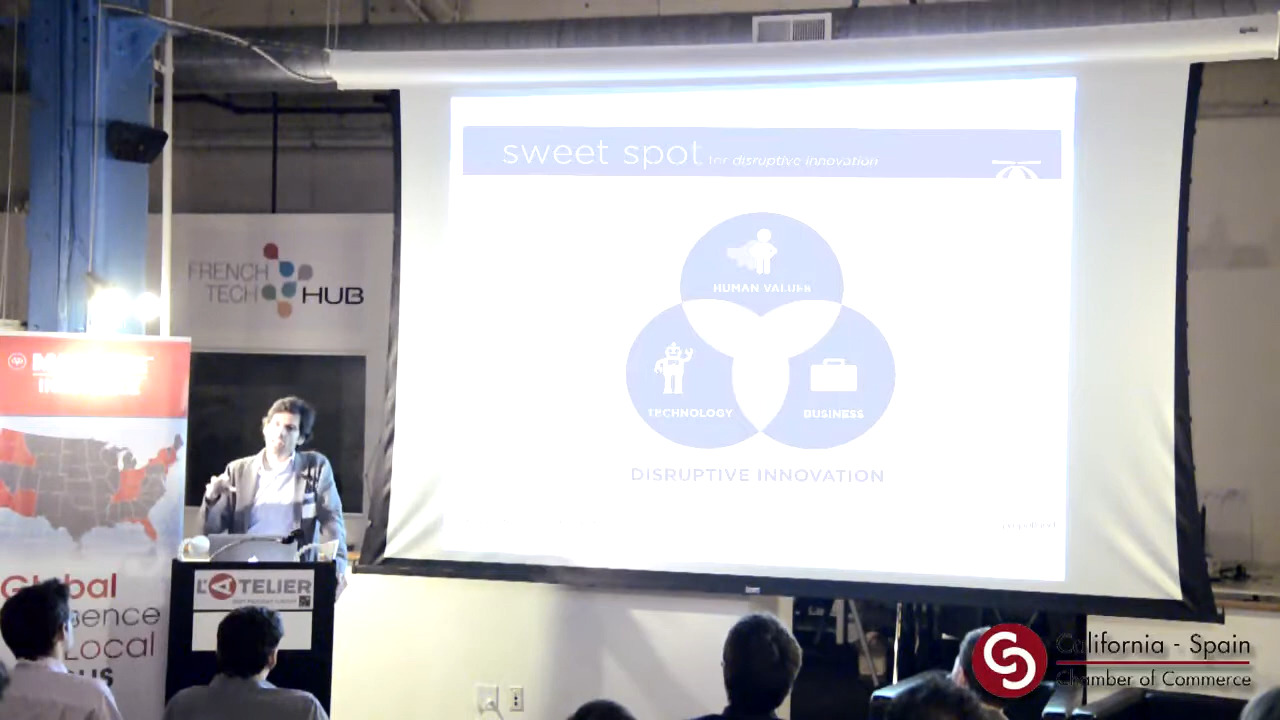 sweet spot for disruptive innovation
HUMAN VALUES
TECHNOLOGY
BUSINESS
DISRUPTIVE INNOVATION
FRENCH
TECH HUB
L'ATELIER
Global
Local
California - Spain
Chamber of Commerce